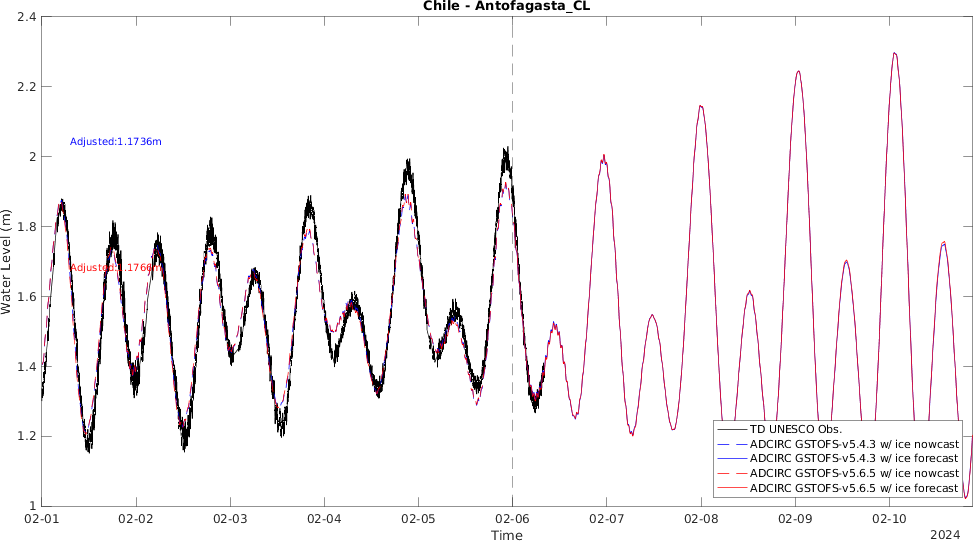 Chile - Antofagasta_CL
2.4
2.2
2
1.8
1.6
1.4
1.2
1
Water Level (m)
Adjusted:1.1736m
Adjusted:1.1766m
TD UNESCO Obs.
ADCIRC GSTOFS-v5.4.3 w/ ice nowcast
ADCIRC GSTOFS-v5.4.3 w/ ice forecast
ADCIRC GSTOFS-v5.6.5 w/ ice nowcast
ADCIRC GSTOFS-v5.6.5 w/ ice forecast
02-01 02-02 02-03 02-04 02-05 02-06 02-07 02-08 02-09 02-10
Time
2024